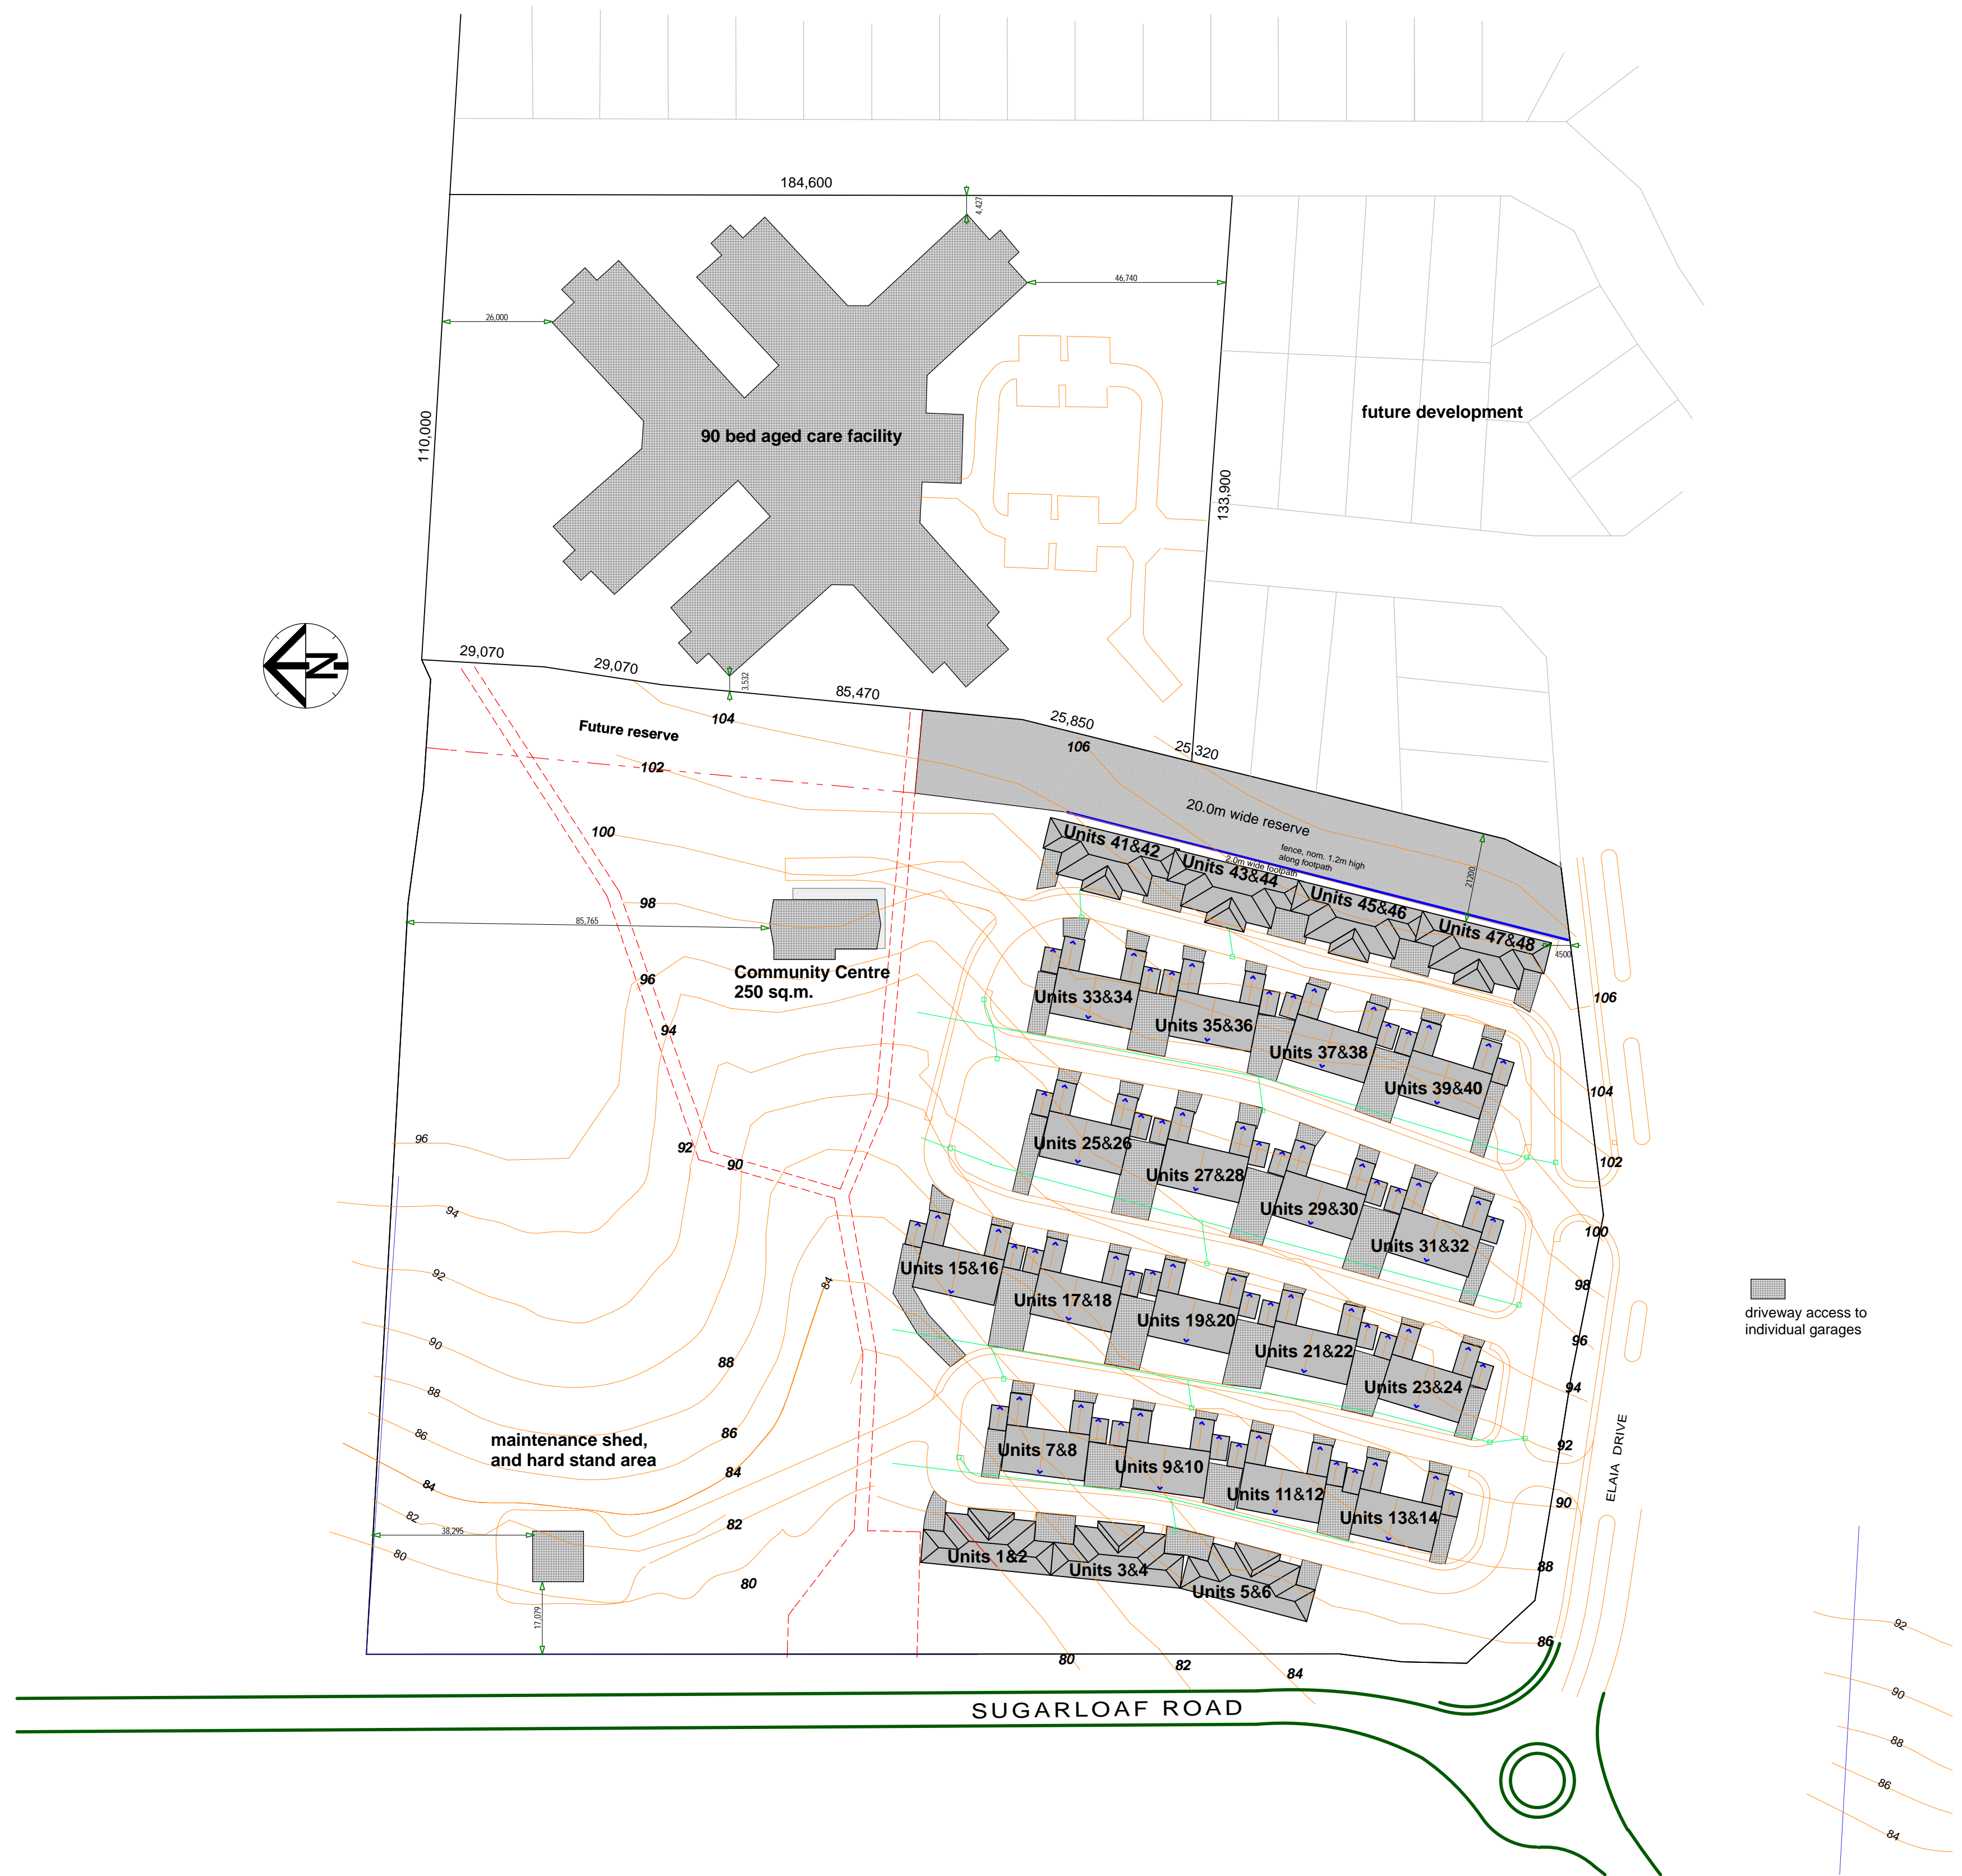 184,600
4,427
46,740
26,000
110,000
90 bed aged care facility
future development
133,900
N
29,070
29,070
3,532
85,470
25,850
25,320
Future reserve
104
106
102
20.0m wide reserve
fence, nom. 1.2m high
along footpath
2.0m wide footpath
21200
4500
100
98
96
94
92
90
Units 41&42
Units 43&44
Units 45&46
Units 47&48
85,765
Community Centre
250 sq.m.
Units 33&34
Units 35&36
Units 37&38
Units 39&40
106
104
102
100
98
96
94
92
90
88
86
Units 25&26
Units 27&28
Units 29&30
Units 31&32
Units 15&16
Units 17&18
Units 19&20
Units 21&22
Units 23&24
driveway access to
individual garages
96
94
92
90
88
86
84
82
80
84
88
86
84
82
80
maintenance shed,
and hard stand area
38,295
17,079
Units 7&8
Units 9&10
Units 11&12
Units 13&14
Units 1&2
Units 3&4
Units 5&6
ELAIA DRIVE
80
82
84
SUGARLOAF ROAD
92
90
88
86
84